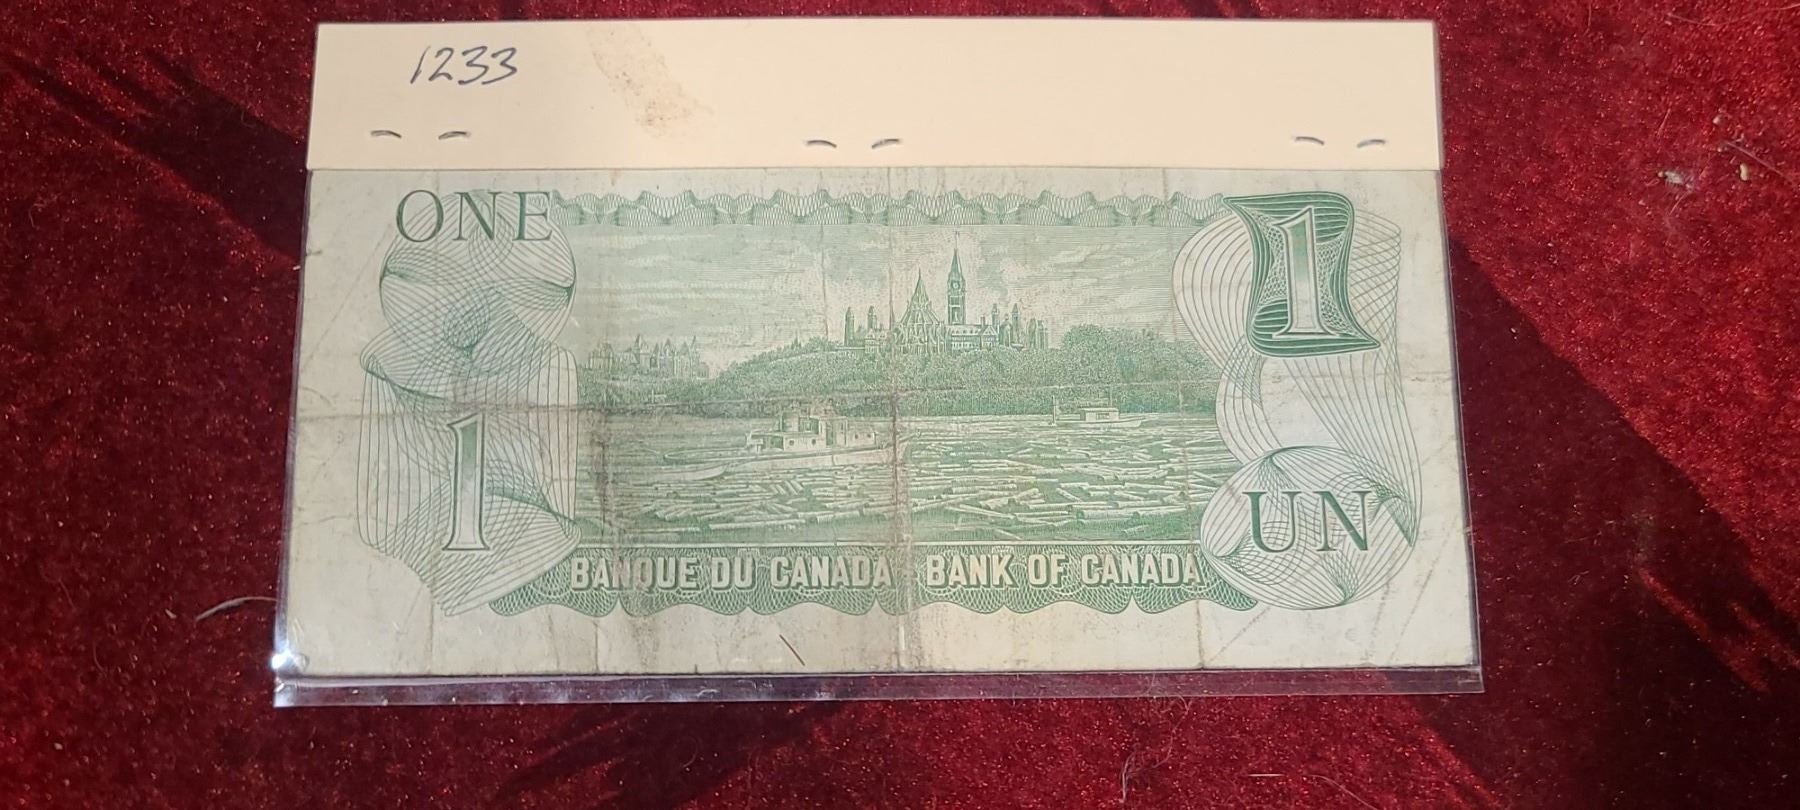 1233
ONE
1
1
UN
BANQUE DU CANADA BANK OF CANADA